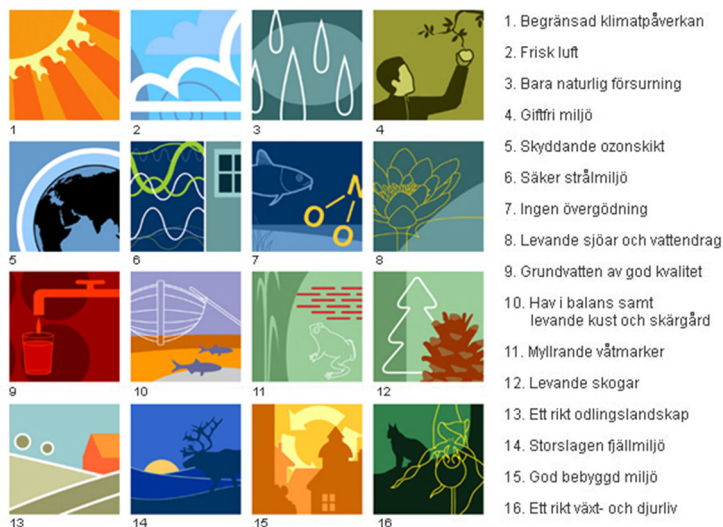 1. Begränsad klimatpåverkan
2. Frisk luft
3. Bara naturlig försurning
4. Giftfri miljö
5. Skyddande ozonskikt
6. Säker strålmiljö
7. Ingen övergödning
8. Levande sjöar och vattendrag
9. Grundvatten av god kvalitet
10. Hav i balans samt
levande kust och skärgård
11. Myllrande våtmarker
12. Levande skogar
13. Ett rikt odlingslandskap
14. Storslagen fjällmiljö
15. God bebyggd miljö
16. Ett rikt växt- och djurliv
1 2 3 4
N
O
O
5 6 7 8
9 10 11 12
13 14 15 16